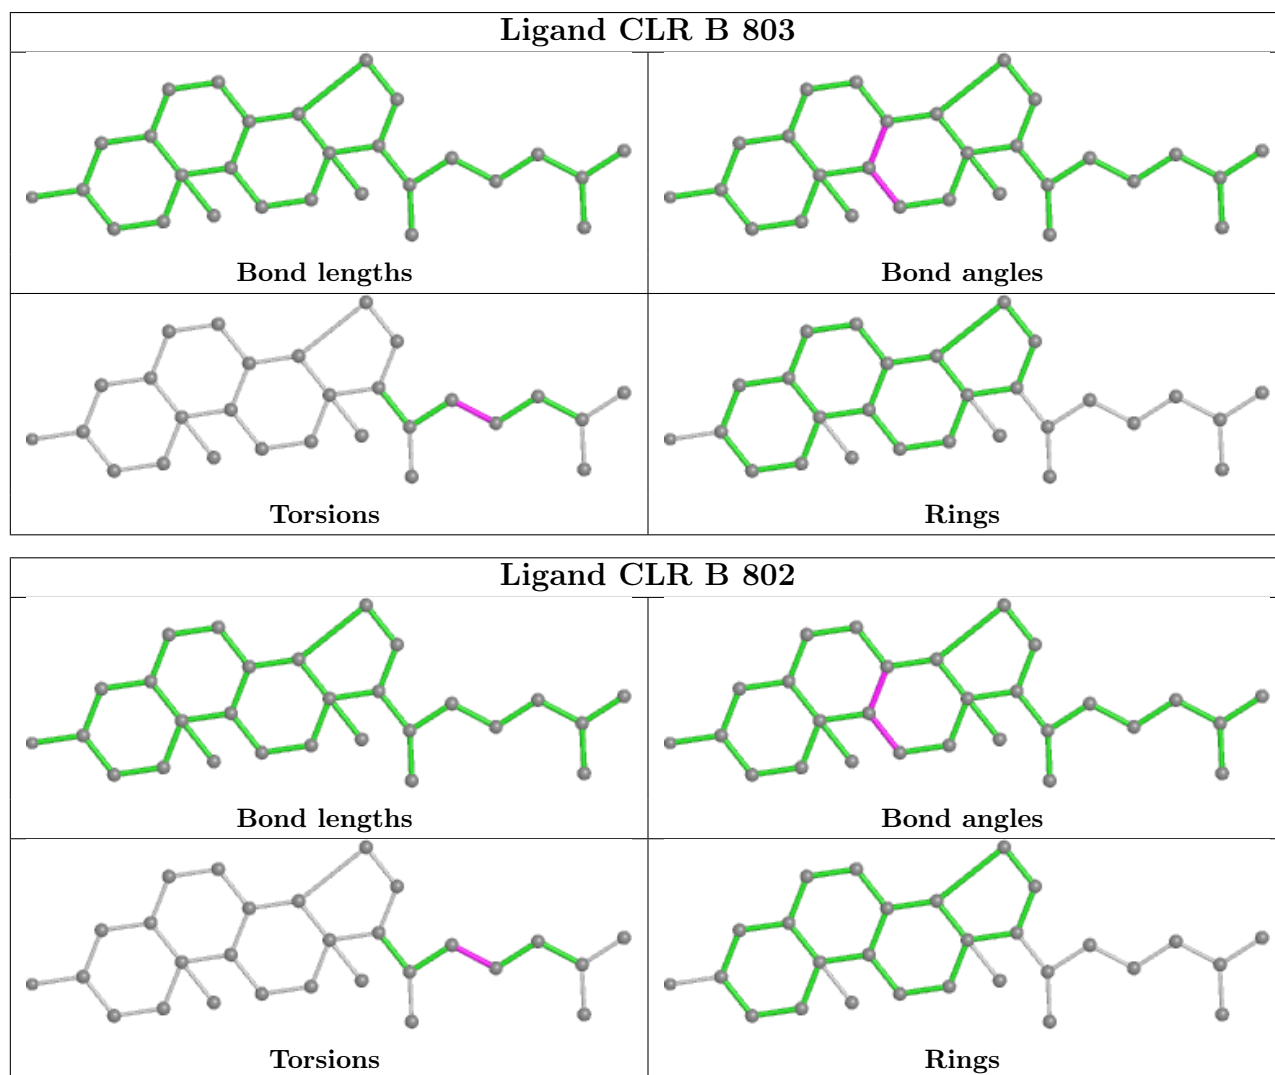 Ligand CLR B 803
Bond lengths
Bond angles
Torsions
Rings
Ligand CLR B 802
Bond lengths
Bond angles
Torsions
Rings